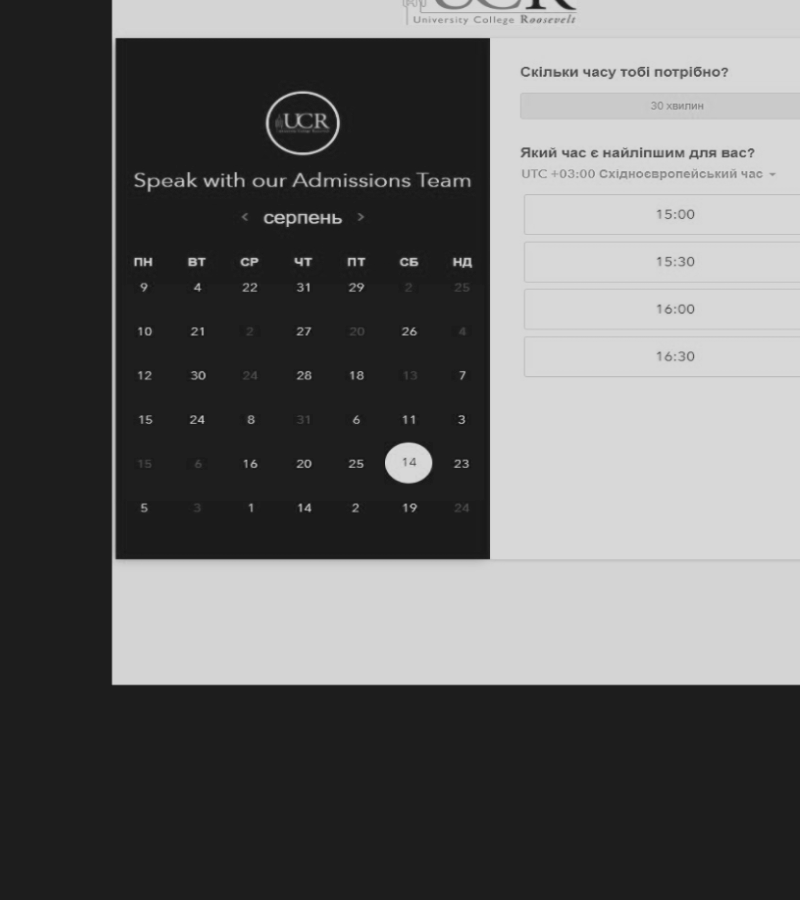 UCR
University College Roosevelt
UCR
Speak with our Admissions Team
< серпень >
ПН ВТ СР ЧТ ПТ СБ НД
9 4 22 31 29 2 25
10 21 2 27 20 26 4
12 30 24 28 18 13 7
15 24 8 31 6 11 3
15 6 16 20 25 14 23
5 3 1 14 2 19 24
Скільки часу тобі потрібно?
30 хвилин
Який час є найліпшим для вас?
UTC +03:00 Східноєвропейський час
15:00
15:30
16:00
16:30